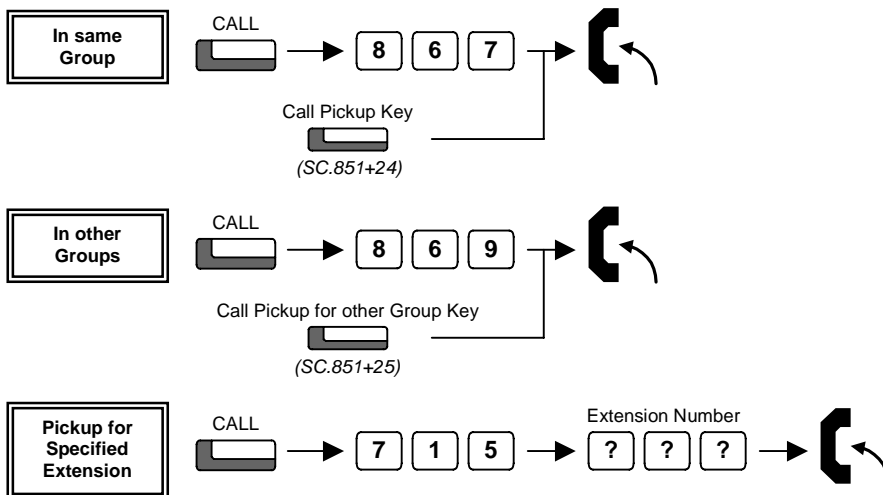 In same
Group
CALL
8 6 7
Call Pickup Key
(SC.851+24)
In other
Groups
CALL
8 6 9
Call Pickup for other Group Key
(SC.851+25)
Pickup for
Specified
Extension
CALL
7 1 5
Extension Number
? ? ?